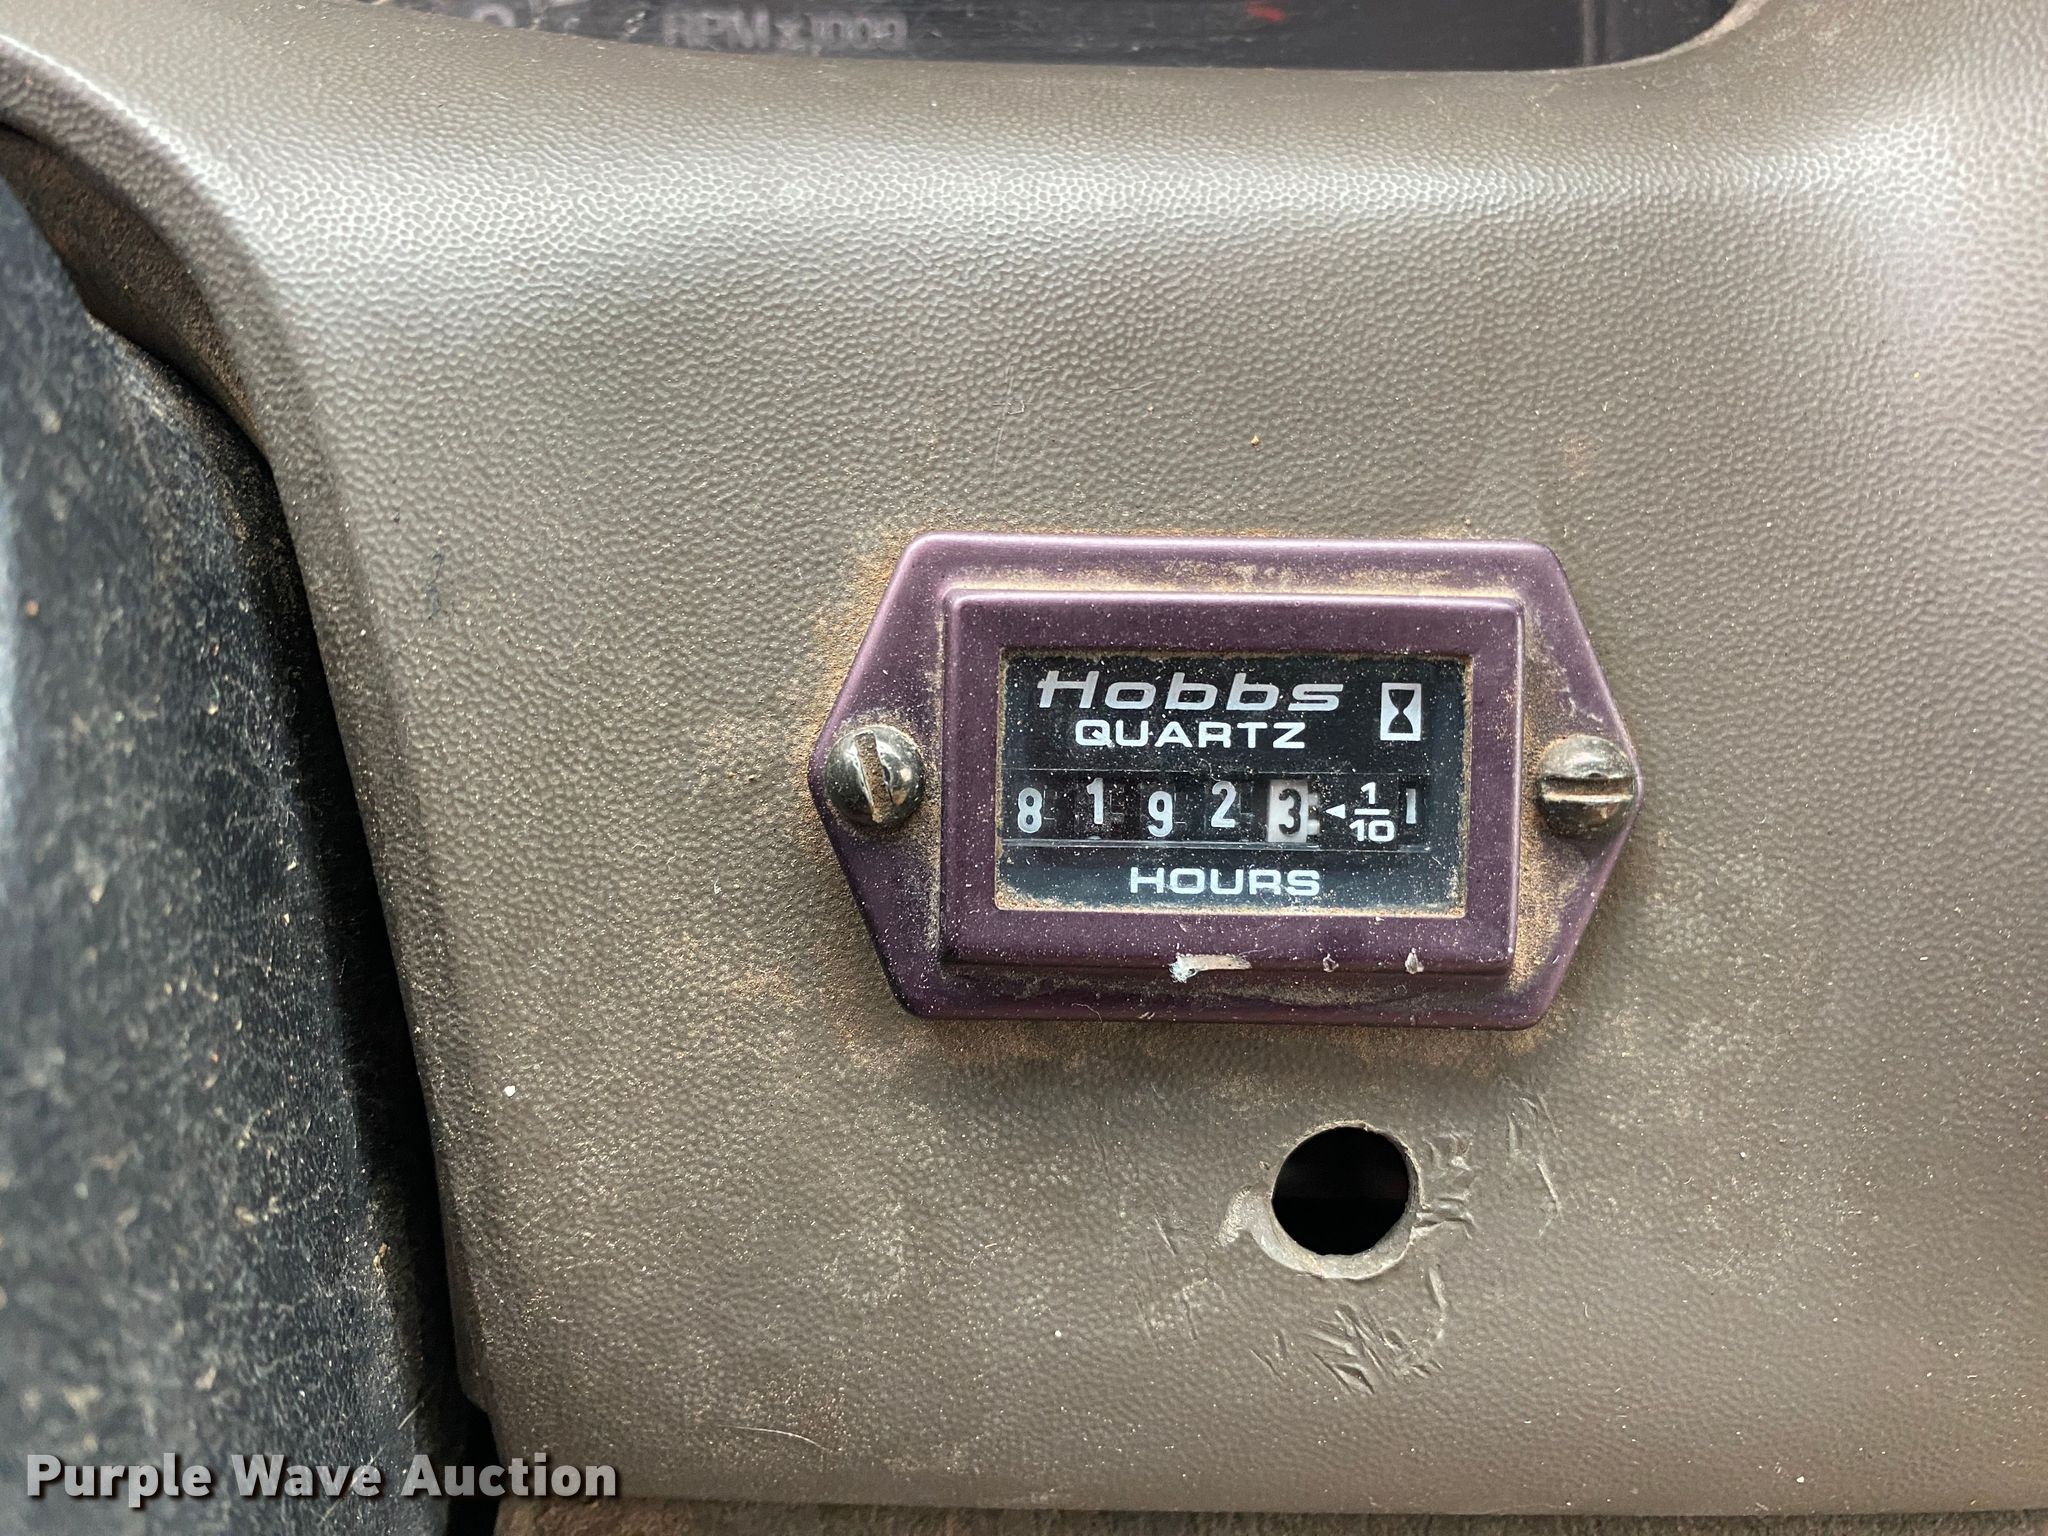 RPM x 1000
Hobbs
QUARTZ
8 1 9 2 3 ◄ 1/10
HOURS
Purple Wave Auction